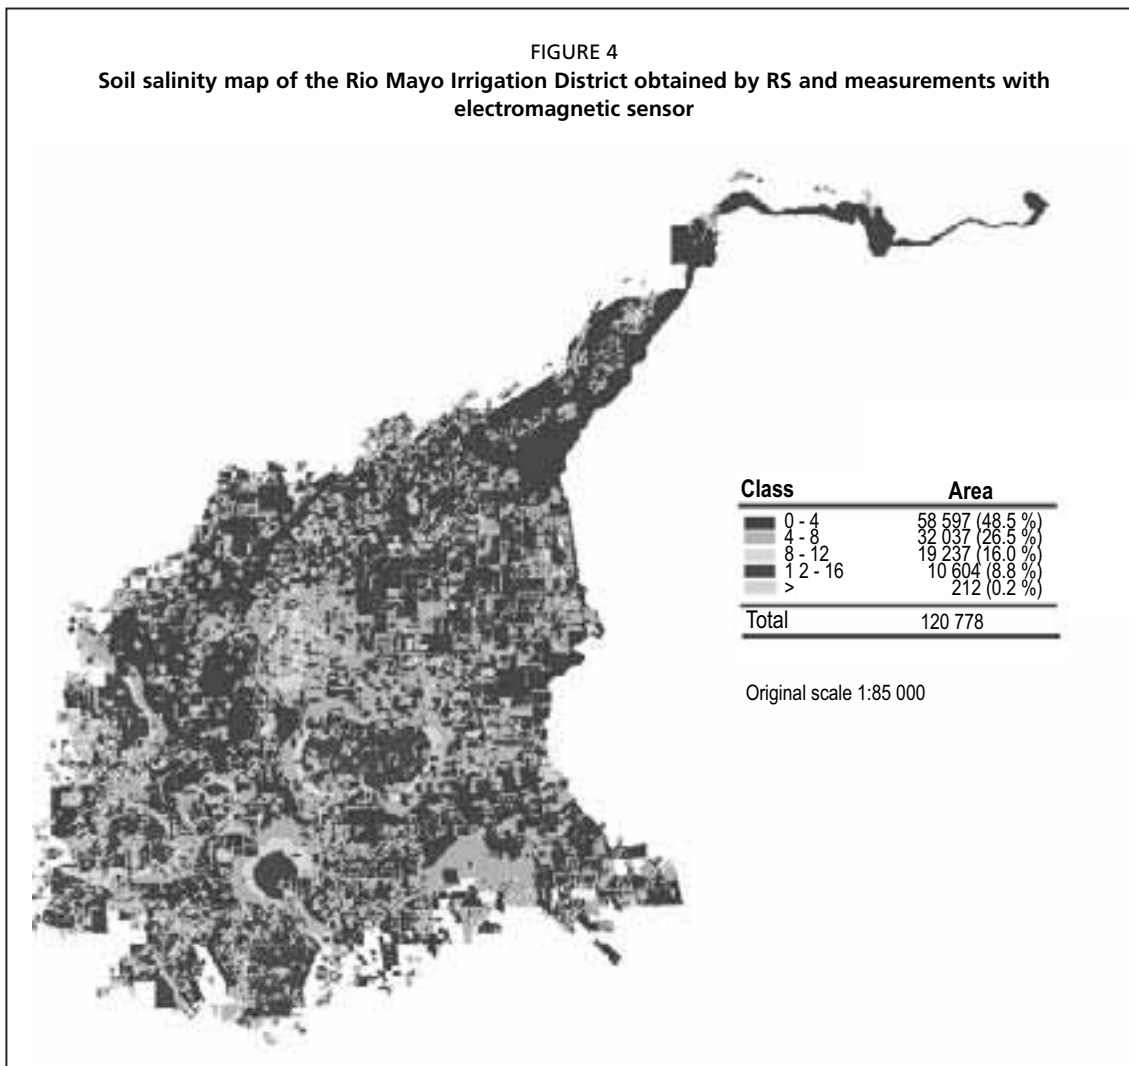 FIGURE 4
Soil salinity map of the Rio Mayo Irrigation District obtained by RS and measurements with
electromagnetic sensor
Class Area
0 - 4 58 597 (48.5 %)
4 - 8 32 037 (26.5 %)
8 - 12 19 237 (16.0 %)
1 2 - 16 10 604 (8.8 %)
> 212 (0.2 %)
Total 120 778
Original scale 1:85 000